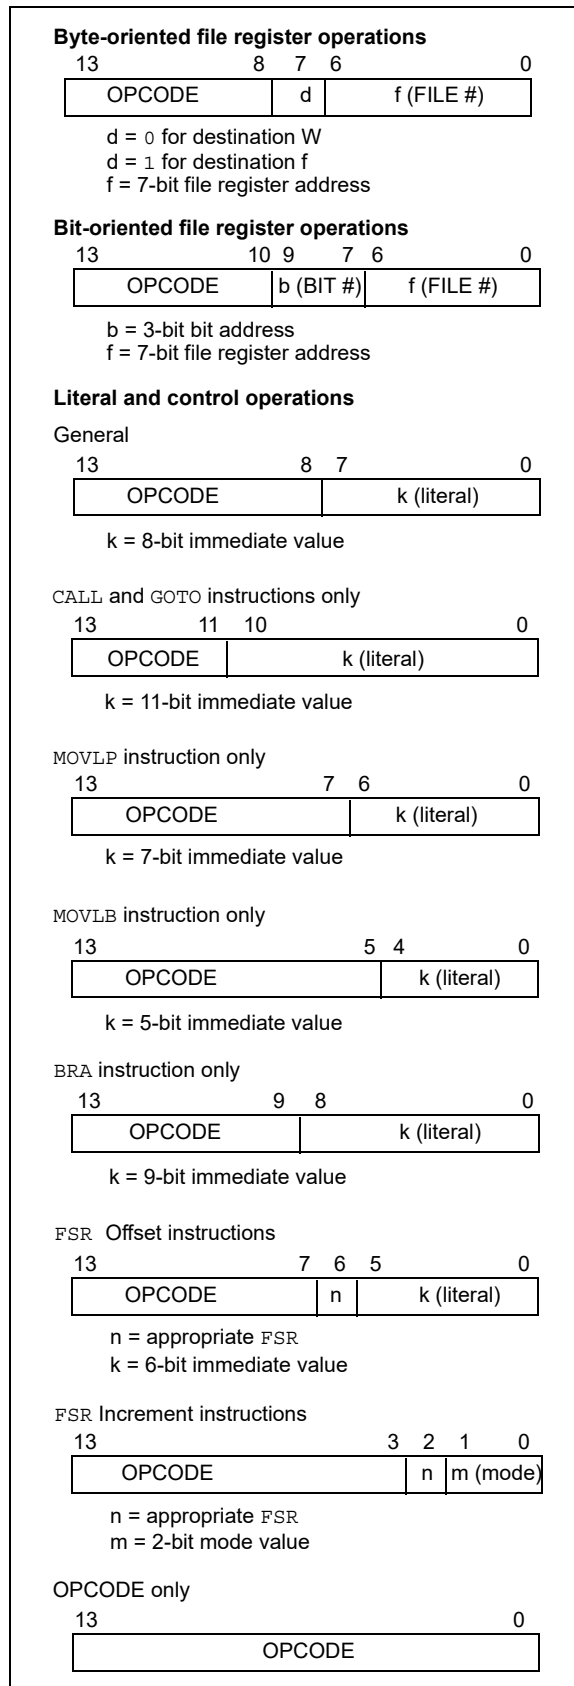 Byte-oriented file register operations
13 8 7 6 0
OPCODE d f (FILE #)
d = 0 for destination W
d = 1 for destination f
f = 7-bit file register address
Bit-oriented file register operations
13 10 9 7 6 0
OPCODE b (BIT #) f (FILE #)
b = 3-bit bit address
f = 7-bit file register address
Literal and control operations
General
13 8 7 0
OPCODE k (literal)
k = 8-bit immediate value
CALL and GOTO instructions only
13 11 10 0
OPCODE k (literal)
k = 11-bit immediate value
MOVLP instruction only
13 7 6 0
OPCODE k (literal)
k = 7-bit immediate value
MOVLB instruction only
13 5 4 0
OPCODE k (literal)
k = 5-bit immediate value
BRA instruction only
13 9 8 0
OPCODE k (literal)
k = 9-bit immediate value
FSR Offset instructions
13 7 6 5 0
OPCODE n k (literal)
n = appropriate FSR
k = 6-bit immediate value
FSR Increment instructions
13 3 2 1 0
OPCODE n m (mode)
n = appropriate FSR
m = 2-bit mode value
OPCODE only
13 0
OPCODE